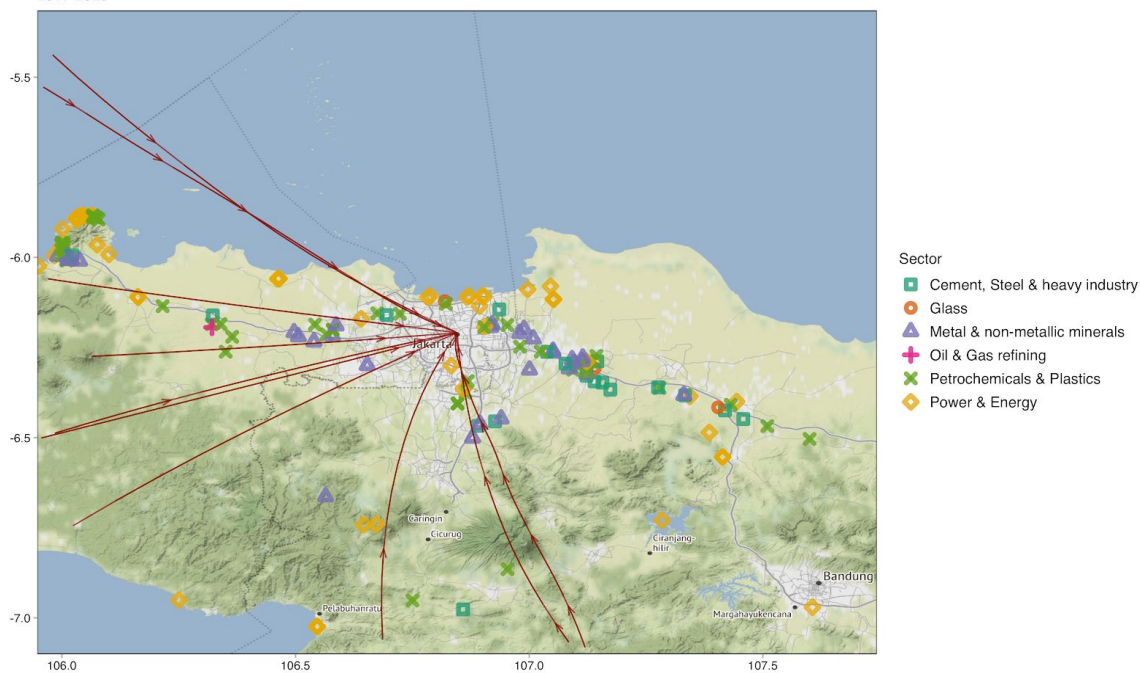 -5.5
-6.0
-6.5
-7.0
106.0
106.5
107.0
107.5
Jakarta
Caringin
Cicurug
Pelabuhanratu
Ciranjang-
hilir
Bandung
Margahayukencana
Sector
Cement, Steel & heavy industry
Glass
Metal & non-metallic minerals
Oil & Gas refining
Petrochemicals & Plastics
Power & Energy